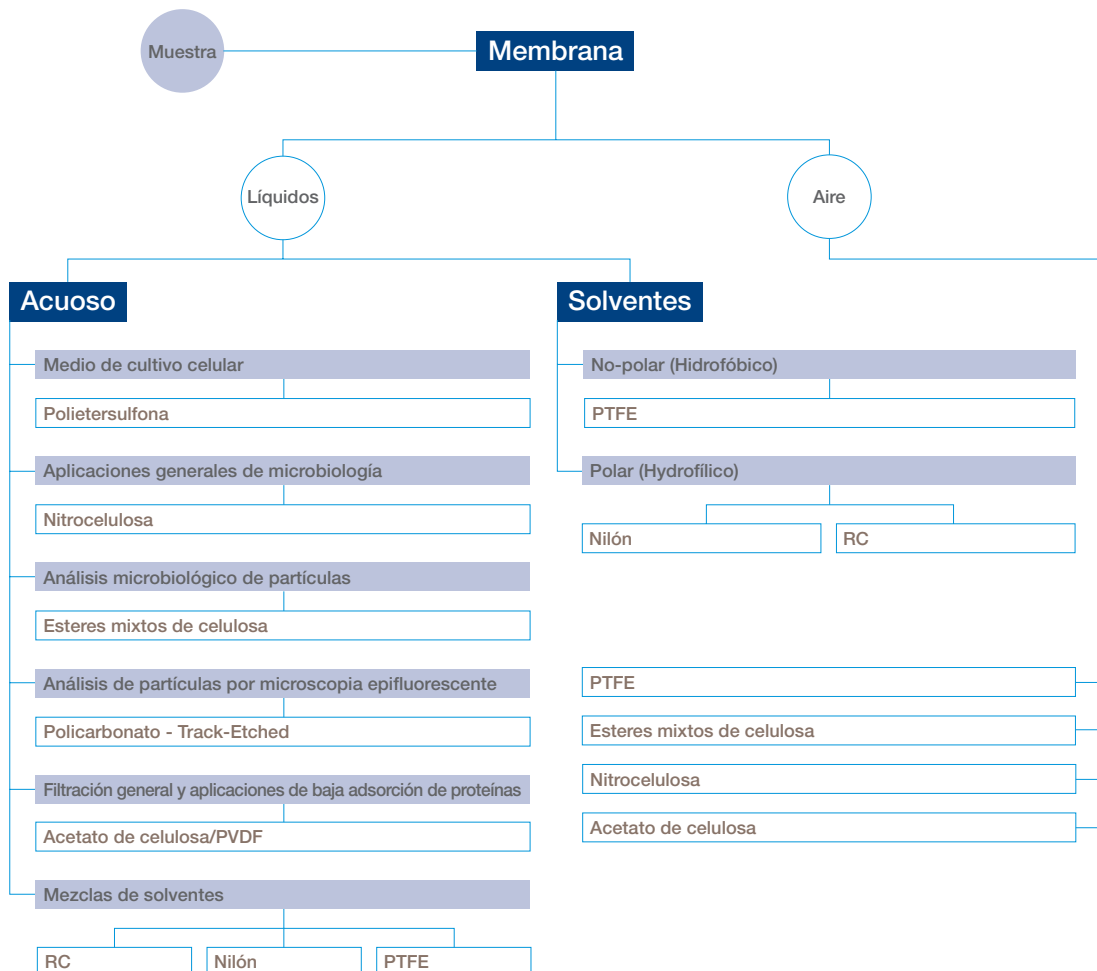 Muestra
Membrana
Líquidos
Aire
Acuoso
Medio de cultivo celular
Polietersulfona
Aplicaciones generales de microbiología
Nitrocelulosa
Análisis microbiológico de partículas
Esteres mixtos de celulosa
Análisis de partículas por microscopia epifluorescente
Policarbonato - Track-Etched
Filtración general y aplicaciones de baja adsorción de proteínas
Acetato de celulosa/PVDF
Mezclas de solventes
RC
Nilón
PTFE
Solventes
No-polar (Hidrofóbico)
PTFE
Polar (Hydrofílico)
Nilón
RC
PTFE
Esteres mixtos de celulosa
Nitrocelulosa
Acetato de celulosa